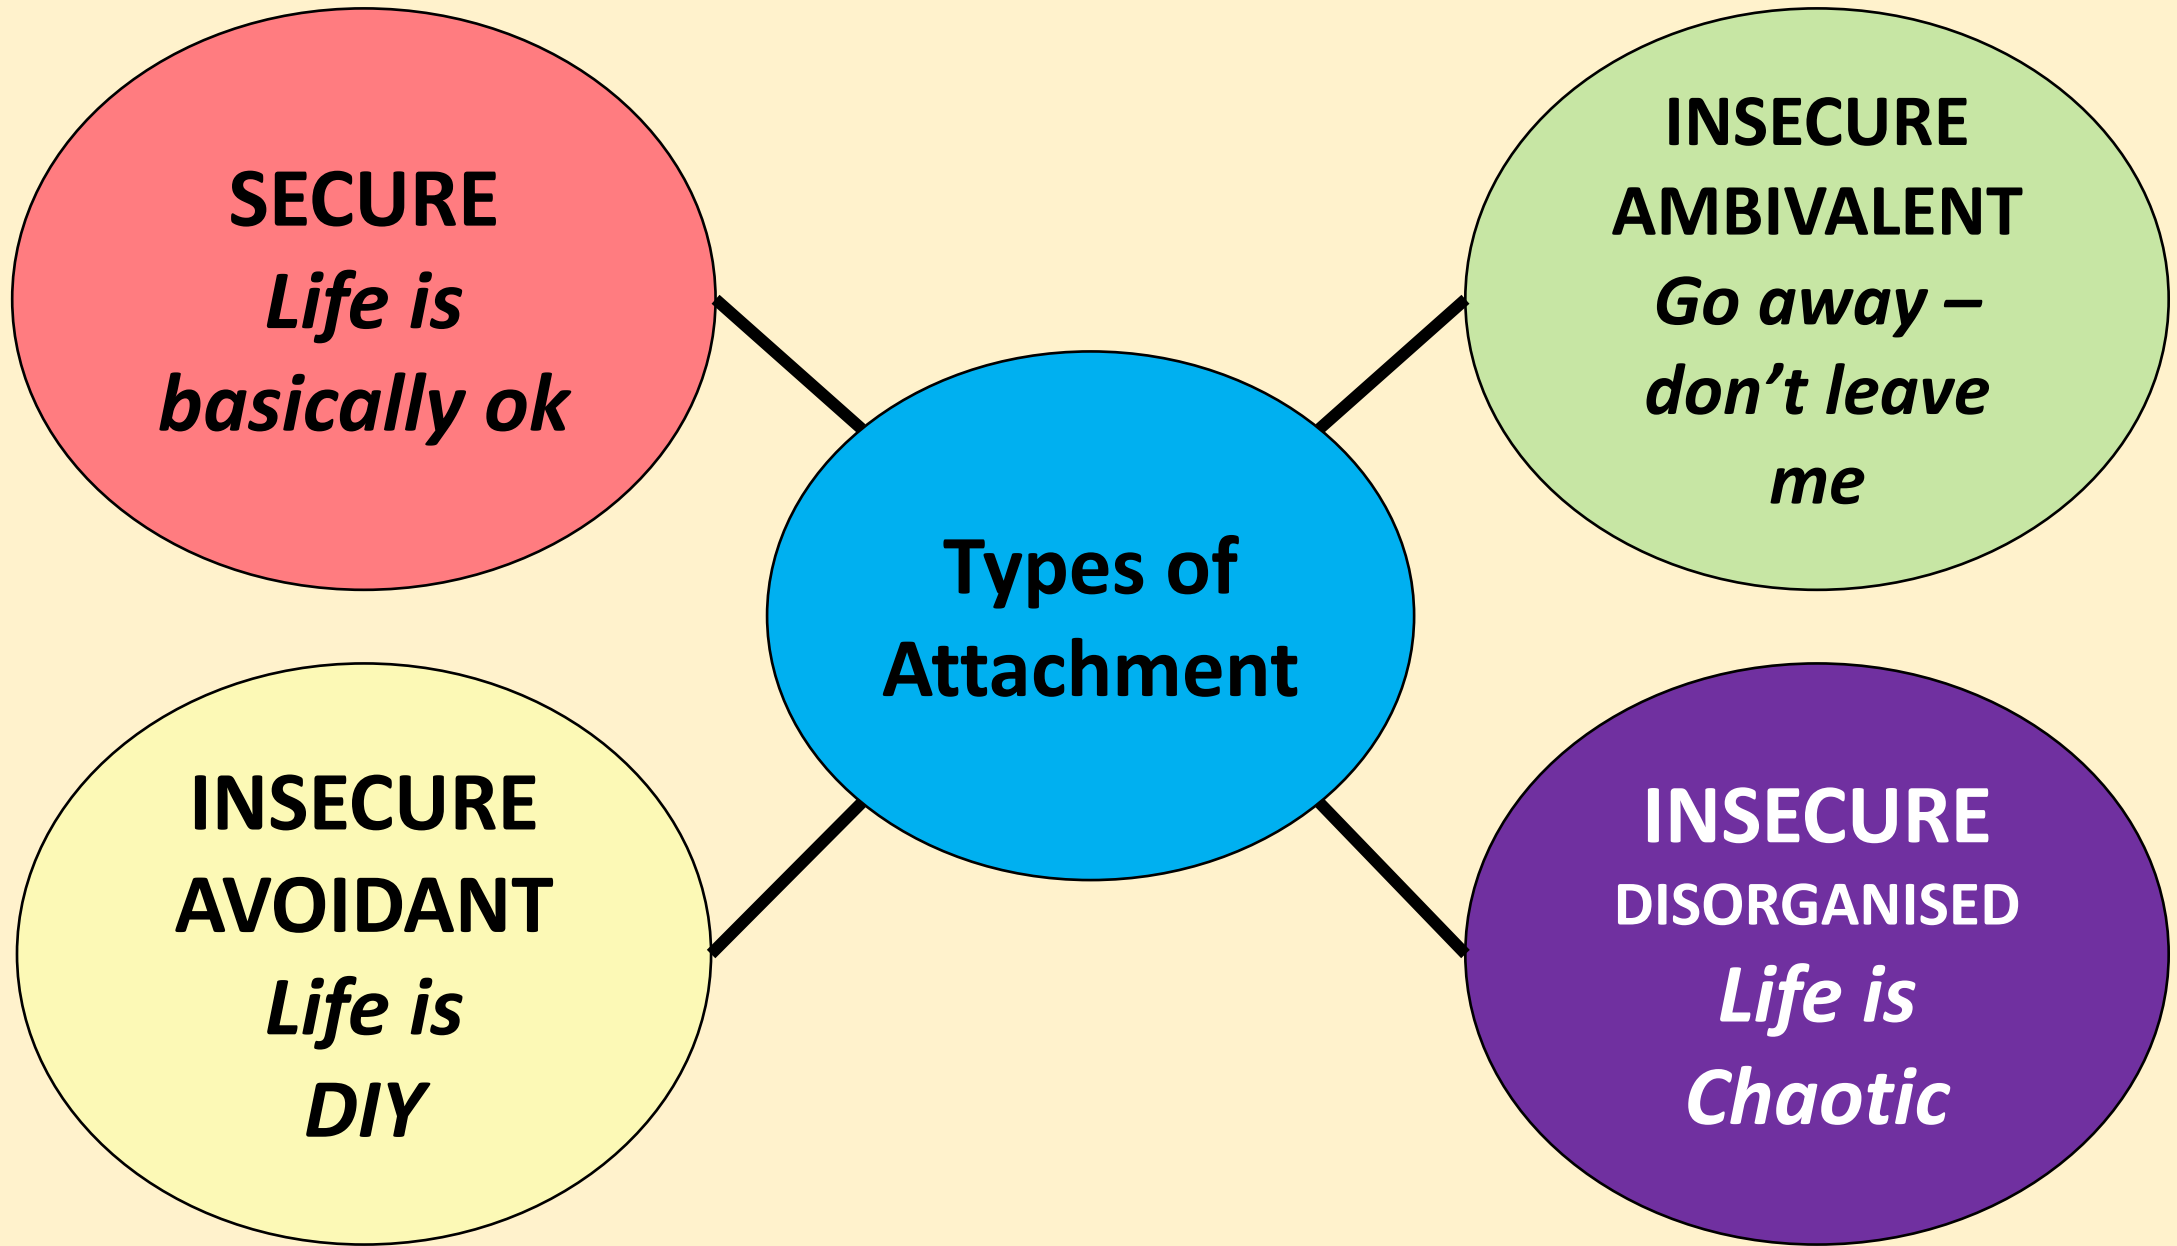 SECURE
Life is
basically ok
INSECURE
AMBIVALENT
Go away –
don’t leave
me
Types of
Attachment
INSECURE
AVOIDANT
Life is
DIY
INSECURE
DISORGANISED
Life is
Chaotic